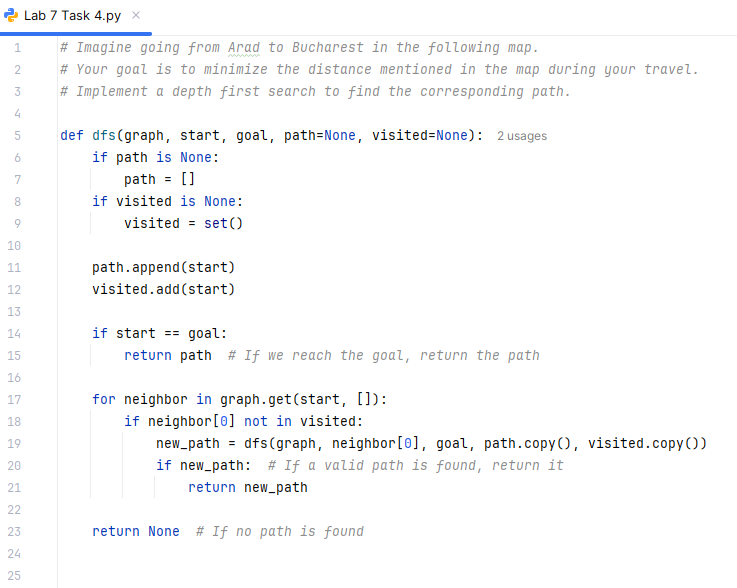 Lab 7 Task 4.py ×
1 # Imagine going from Arad to Bucharest in the following map.
2 # Your goal is to minimize the distance mentioned in the map during your travel.
3 # Implement a depth first search to find the corresponding path.
4
5 def dfs(graph, start, goal, path=None, visited=None): 2 usages
6     if path is None:
7         path = []
8     if visited is None:
9         visited = set()
10
11     path.append(start)
12     visited.add(start)
13
14     if start == goal:
15         return path  # If we reach the goal, return the path
16
17     for neighbor in graph.get(start, []):
18         if neighbor[0] not in visited:
19             new_path = dfs(graph, neighbor[0], goal, path.copy(), visited.copy())
20             if new_path:  # If a valid path is found, return it
21                 return new_path
22
23     return None  # If no path is found
24
25